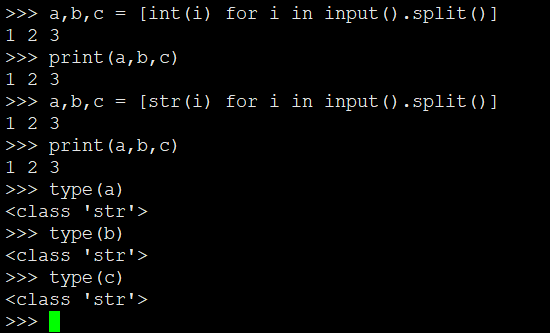 >>> a,b,c = [int(i) for i in input().split()]
1 2 3
>>> print(a,b,c)
1 2 3
>>> a,b,c = [str(i) for i in input().split()]
1 2 3
>>> print(a,b,c)
1 2 3
>>> type(a)
<class 'str'>
>>> type(b)
<class 'str'>
>>> type(c)
<class 'str'>
>>>